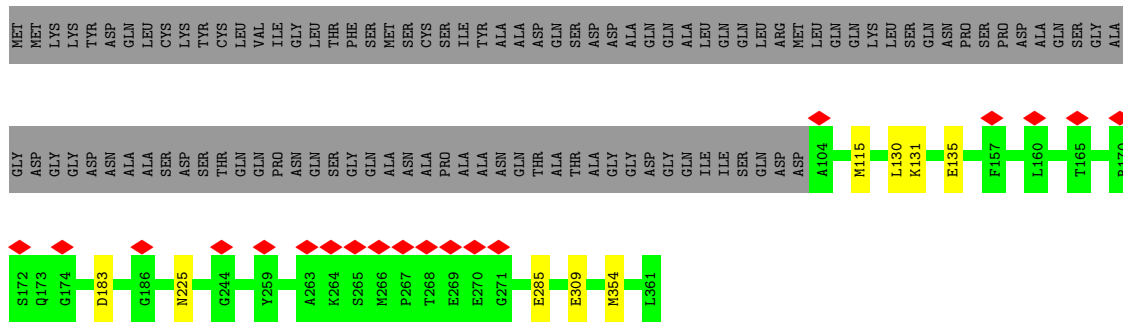 MET MET LYS LYS TYR ASP GLN LEU CYS LYS TYR CYS LEU VAL ILE GLY LEU THR PHE SER MET SER CYS SER ILE TYR ALA ALA ASP GLN SER ASP ASP ALA GLN GLN ALA LEU GLN GLN LEU ARG MET LEU GLN GLN LYS LEU SER GLN ASN PRO SER PRO ASP ALA GLN SER GLY ALA
GLY ASP GLY GLY ASP ASN ALA ALA SER ASP SER THR GLN GLN PRO ASN GLN SER GLY GLN ALA ASN ALA PRO ALA ALA ASN GLN THR ALA THR ALA GLY GLY ASP GLY GLN ILE ILE SER GLN ASP ASP A104 M115 L130 K131 E135 F157 L160 T165
S172 Q173 G174 D183 G186 N225 G244 Y259 A263 K264 S265 M266 P267 T268 E269 E270 G271 E285 E309 M354 L361